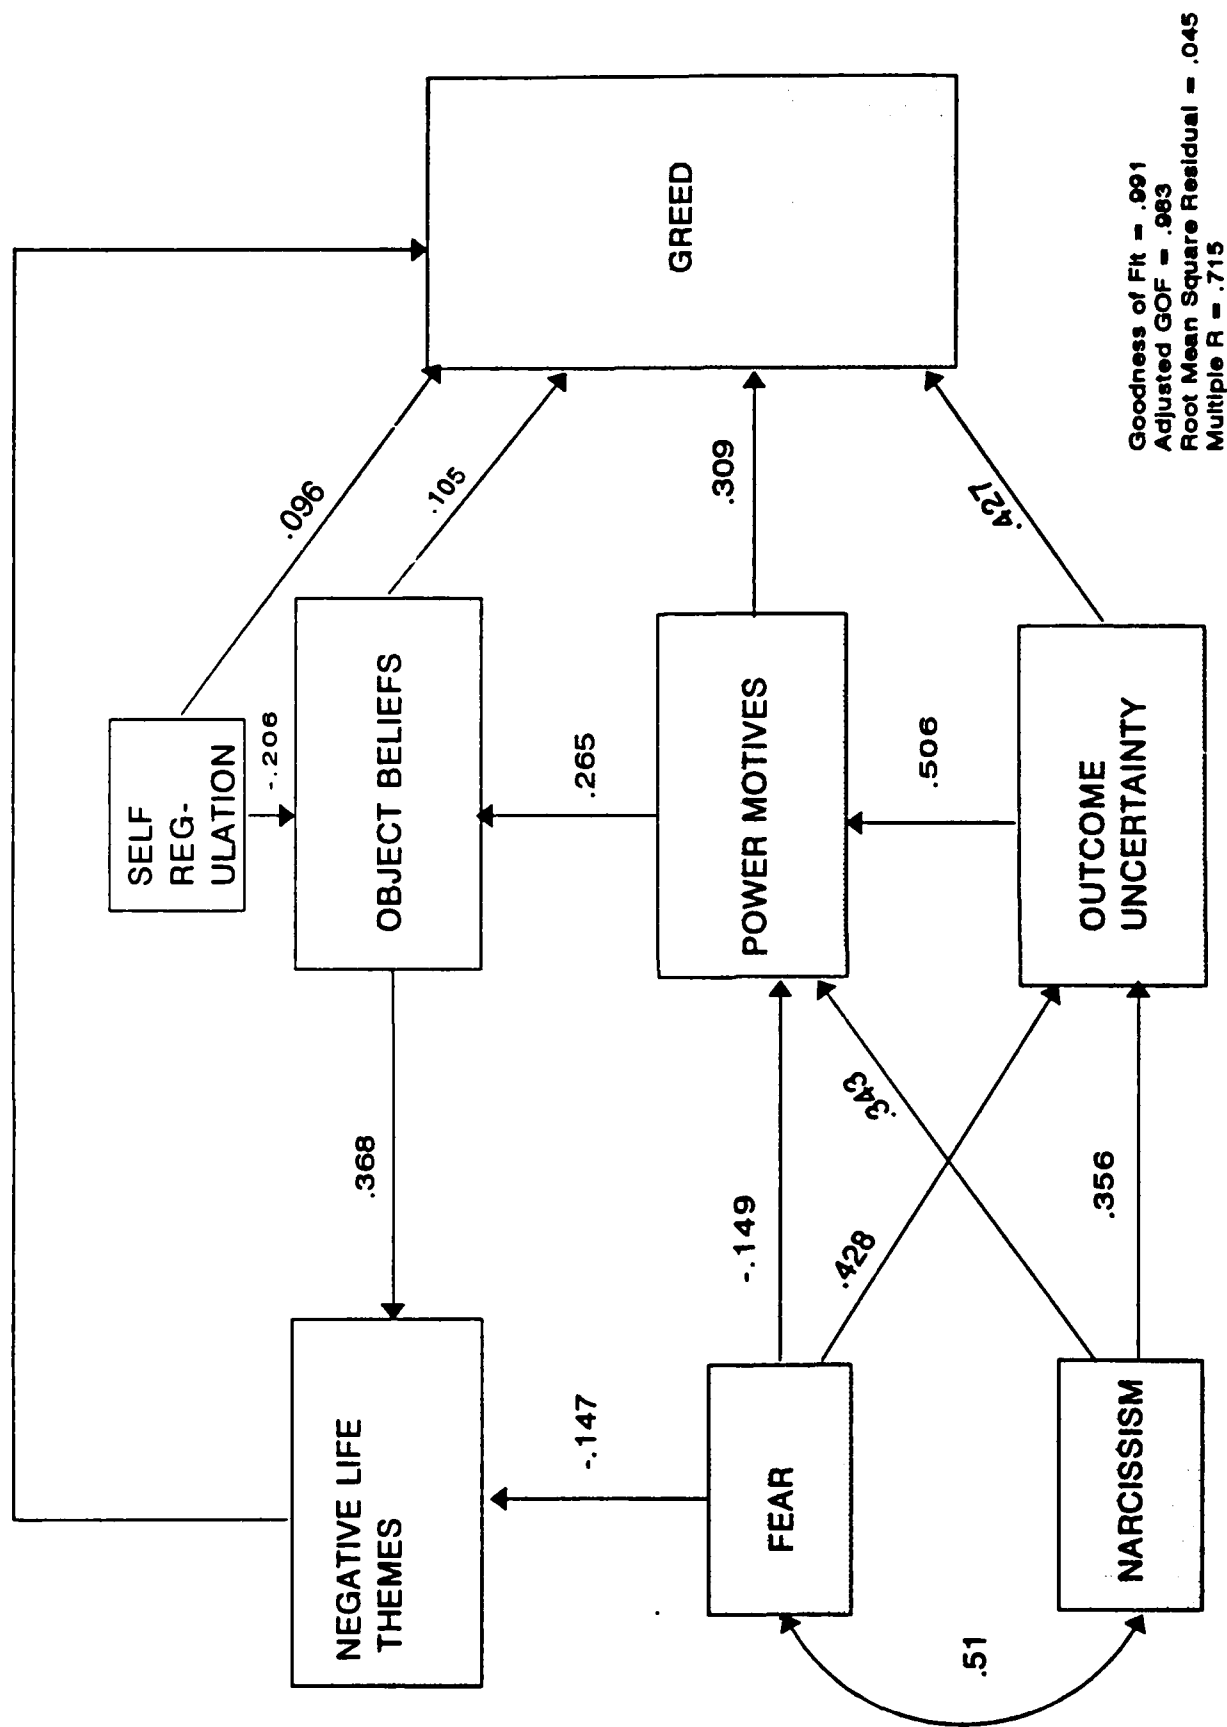 SELF
REG-
ULATION
-.206
.096
NEGATIVE LIFE
THEMES
.368
OBJECT BELIEFS
.105
-.147
.265
GREED
FEAR
-.149
POWER MOTIVES
.309
.428
.343
.506
.51
NARCISSISM
.356
OUTCOME
UNCERTAINTY
.427
Goodness of Fit = .991
Adjusted GOF = .983
Root Mean Square Residual = .045
Multiple R = .715